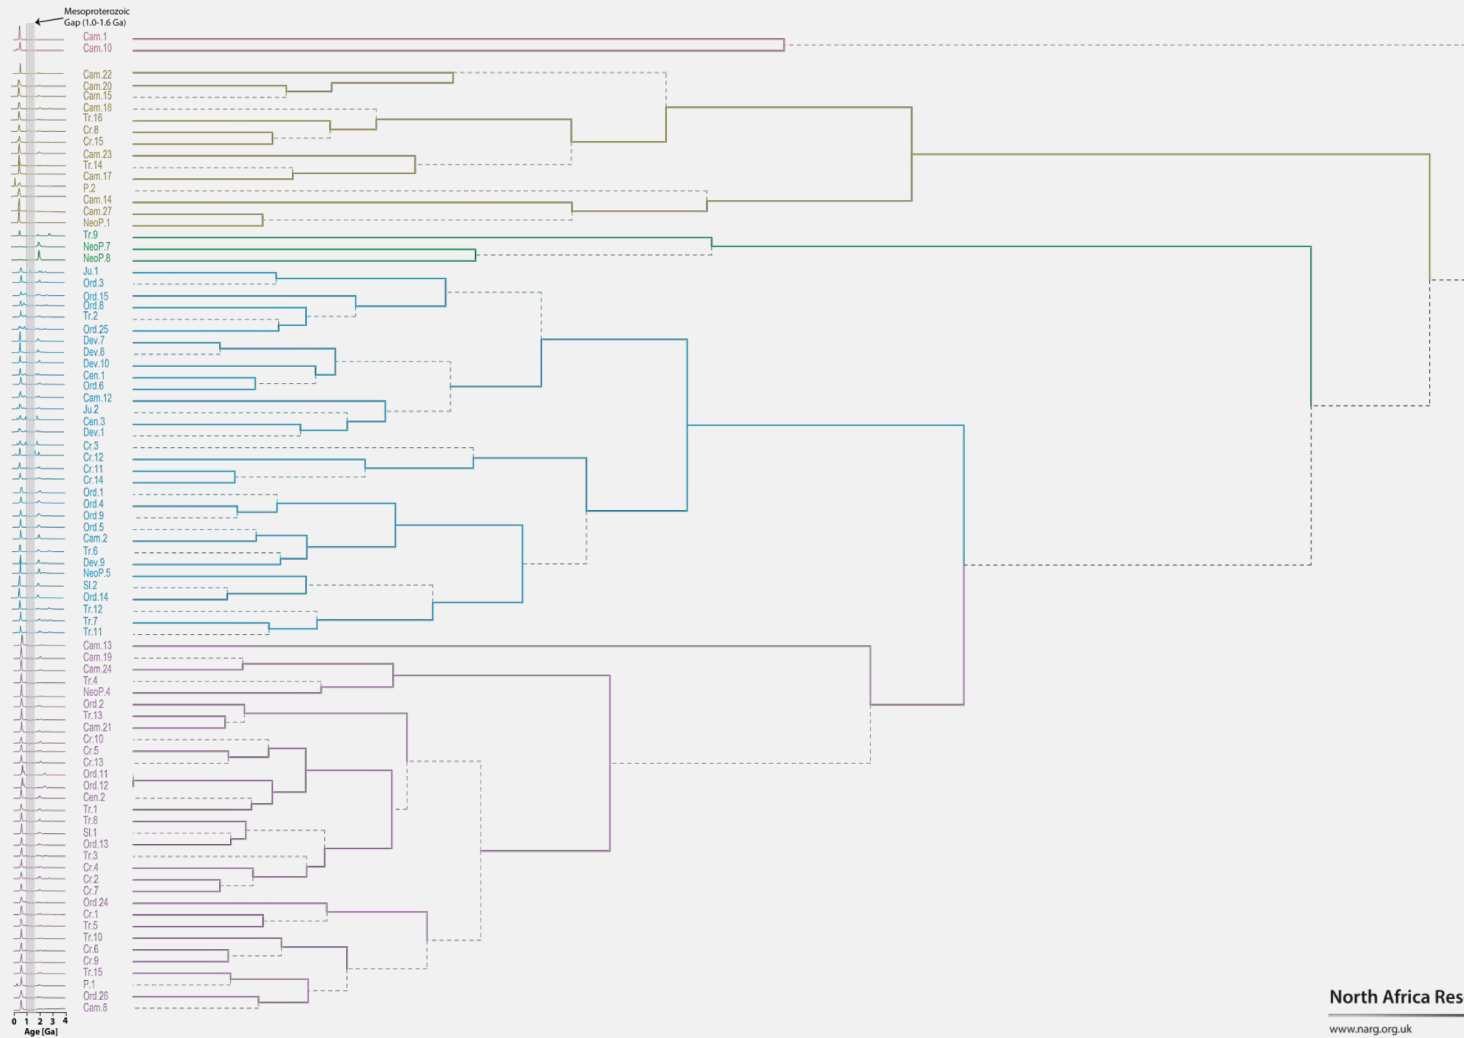 Mesoproterozoic
Gap (1.0-1.6 Ga)
Cam.1
Cam.10
Cam.22
Cam.20
Cam.15
Cam.18
Tr.16
Cr.8
Cr.15
Cam.23
Tr.14
Cam.17
P.2
Cam.14
Cam.27
NeoP.1
Tr.9
NeoP.7
NeoP.8
Ju.1
Ord.3
Ord.15
Ord.8
Tr.2
Ord.25
Dev.7
Dev.8
Dev.10
Cen.1
Ord.6
Cam.12
Ju.2
Cen.3
Dev.1
Cr.3
Cr.12
Cr.11
Cr.14
Ord.1
Ord.4
Ord.9
Ord.5
Cam.2
Tr.6
Dev.9
NeoP.5
Sl.2
Ord.14
Tr.12
Tr.7
Tr.11
Cam.13
Cam.19
Cam.24
Tr.4
NeoP.4
Ord.2
Tr.13
Cam.21
Cr.10
Cr.5
Cr.13
Ord.11
Ord.12
Cen.2
Tr.1
Tr.8
Sl.1
Ord.13
Tr.3
Cr.4
Cr.2
Cr.7
Ord.24
Cr.1
Tr.5
Tr.10
Cr.6
Cr.9
Tr.15
P.1
Ord.26
Cam.8
0 1 2 3 4
Age [Ga]
North Africa Res
www.narg.org.uk